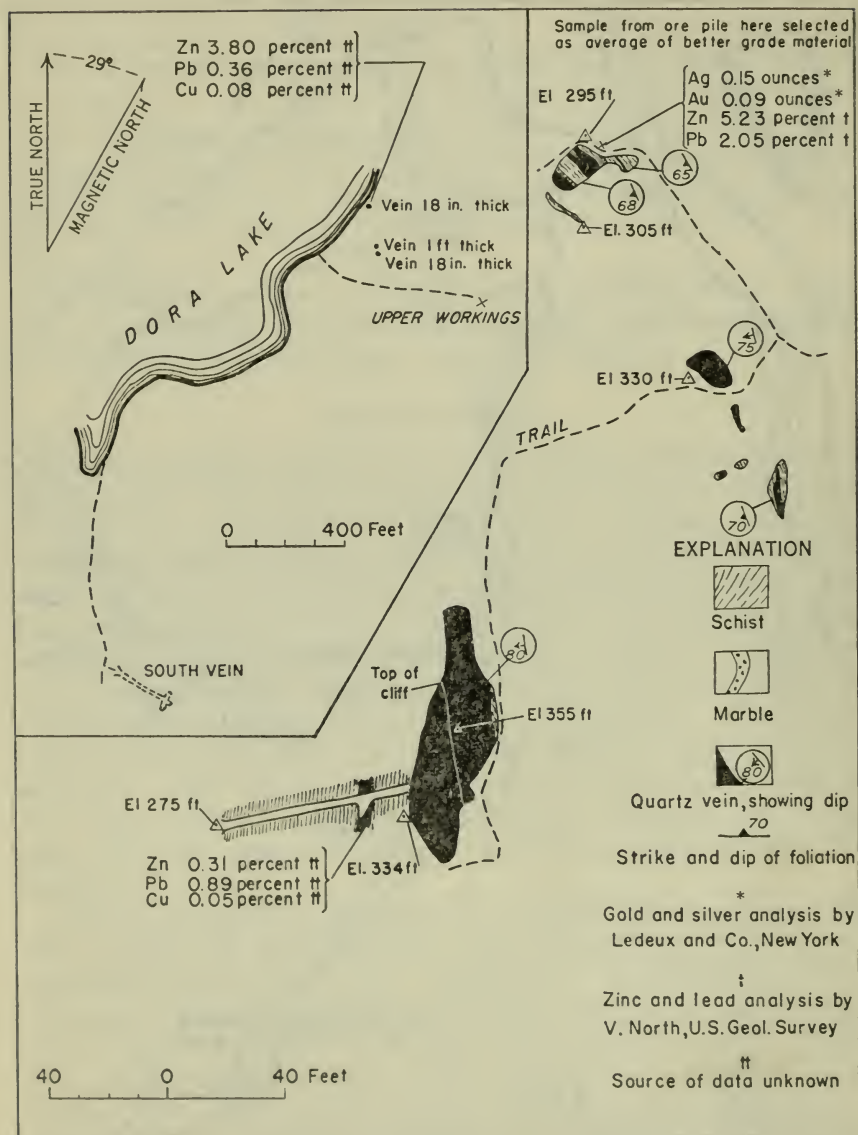 29°
TRUE NORTH
MAGNETIC NORTH
Zn 3.80 percent ††
Pb 0.36 percent ††
Cu 0.08 percent ††
DORA LAKE
Vein 18 in. thick
Vein 1 ft thick
Vein 18 in. thick
UPPER WORKINGS
0 400 Feet
SOUTH VEIN
Sample from ore pile here selected
as average of better grade material
El 295 ft
Ag 0.15 ounces*
Au 0.09 ounces*
Zn 5.23 percent †
Pb 2.05 percent †
65
68
El. 305 ft
75
El 330 ft
TRAIL
70
80
Top of
cliff
El 355 ft
El 275 ft
El. 334 ft
Zn 0.31 percent ††
Pb 0.89 percent ††
Cu 0.05 percent ††
40 0 40 Feet
EXPLANATION
Schist
Marble
80
Quartz vein, showing dip
70
Strike and dip of foliation
*
Gold and silver analysis by
Ledeux and Co., New York
†
Zinc and lead analysis by
V. North, U.S. Geol. Survey
††
Source of data unknown